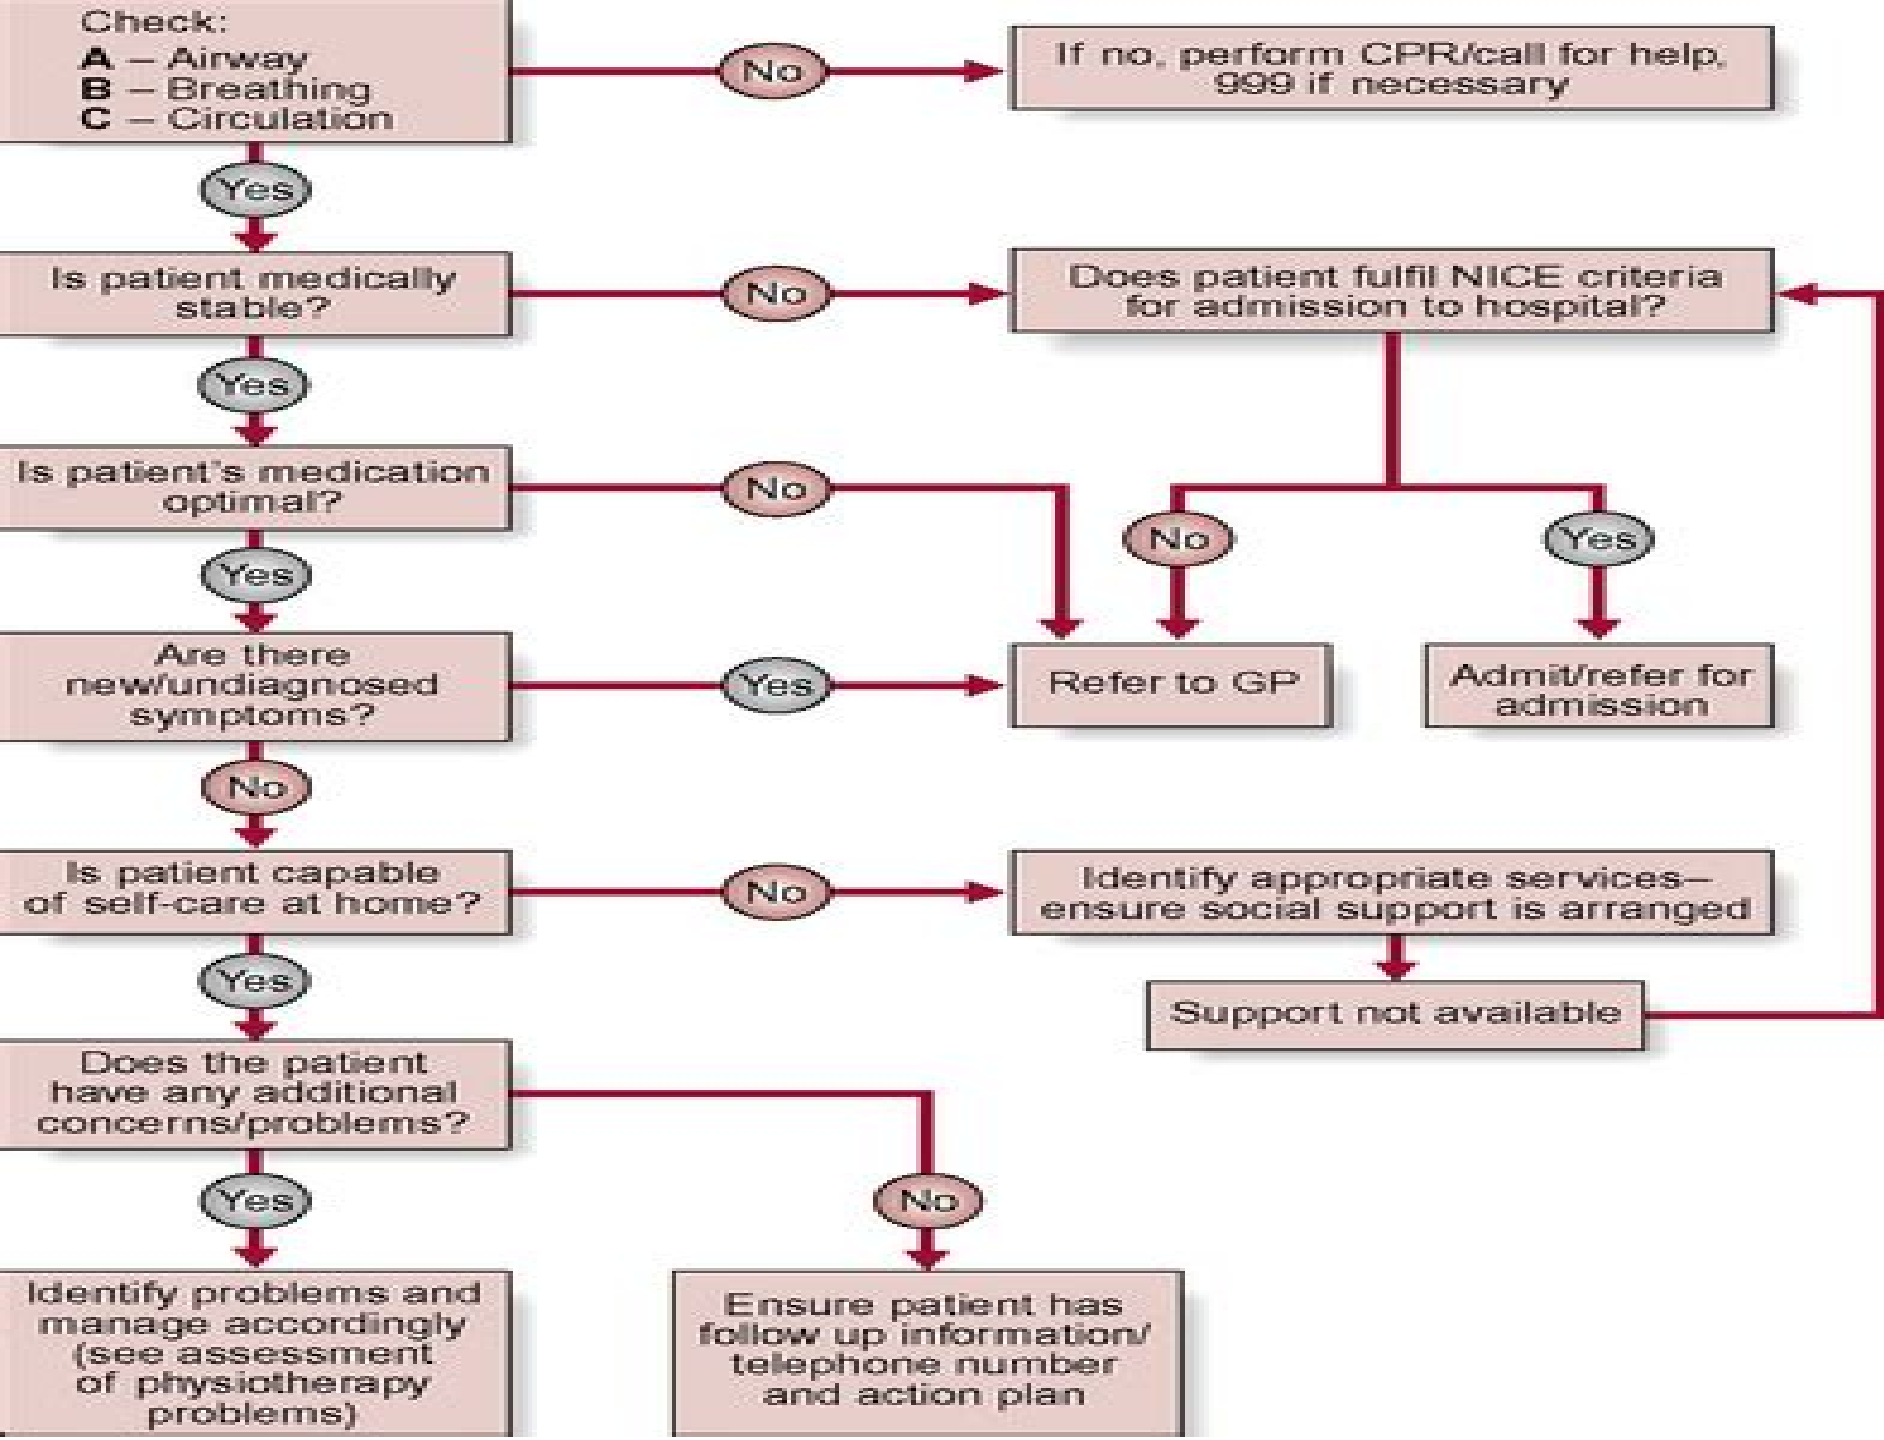 Check:
A – Airway
B – Breathing
C – Circulation
No
If no, perform CPR/call for help,
999 if necessary
Yes
Is patient medically
stable?
No
Does patient fulfil NICE criteria
for admission to hospital?
Yes
Is patient's medication
optimal?
No
No
Yes
Yes
Are there
new/undiagnosed
symptoms?
Yes
Refer to GP
Admit/refer for
admission
No
Is patient capable
of self-care at home?
No
Identify appropriate services–
ensure social support is arranged
Yes
Support not available
Does the patient
have any additional
concerns/problems?
Yes
No
Identify problems and
manage accordingly
(see assessment
of physiotherapy
problems)
Ensure patient has
follow up information/
telephone number
and action plan